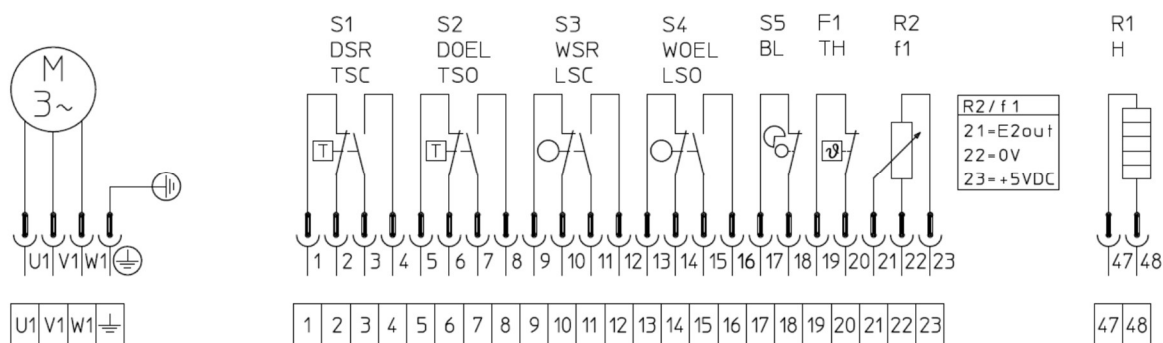 S1 S2 S3 S4 S5 F1 R2 R1
DSR DOEL WSR WOEL BL TH f1 H
TSC TSO LSC LSO
M
3~
R2/f1
21=E2out
22=0V
23=+5VDC
T T ϑ
U1 V1 W1 1 2 3 4 5 6 7 8 9 10 11 12 13 14 15 16 17 18 19 20 21 22 23 47 48
U1 V1 W1 1 2 3 4 5 6 7 8 9 10 11 12 13 14 15 16 17 18 19 20 21 22 23 47 48